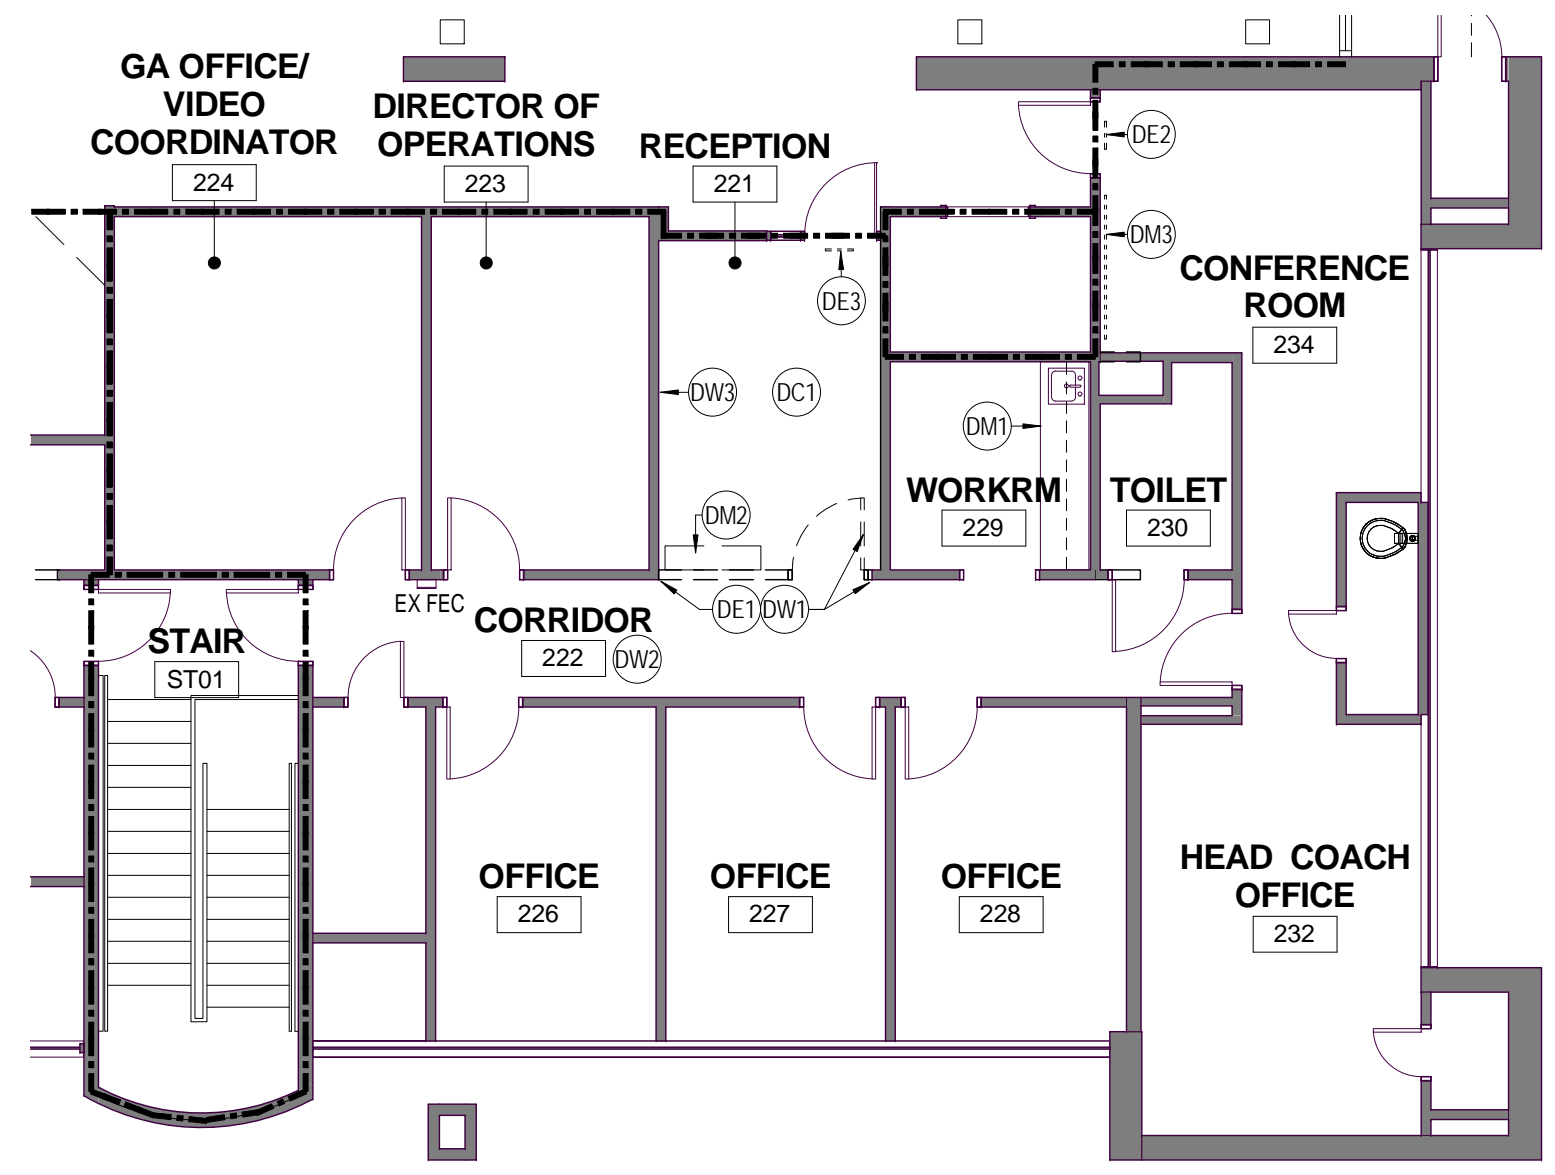 GA OFFICE/
VIDEO
COORDINATOR
224
DIRECTOR OF
OPERATIONS
223
RECEPTION
221
DE2
DM3
DE3
CONFERENCE
ROOM
234
DW3
DC1
DM1
WORKRM
229
TOILET
230
DM2
EX FEC
DE1
DW1
CORRIDOR
222
DW2
STAIR
ST01
OFFICE
226
OFFICE
227
OFFICE
228
HEAD COACH
OFFICE
232